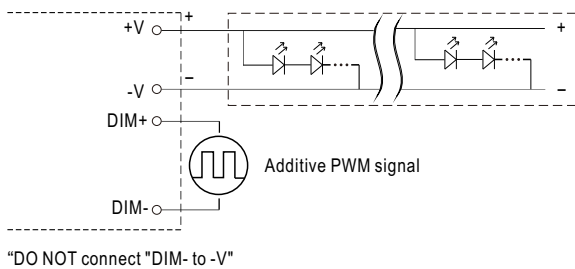 +V
+
+
-V
−
−
DIM+
Additive PWM signal
DIM-
“DO NOT connect "DIM- to -V"